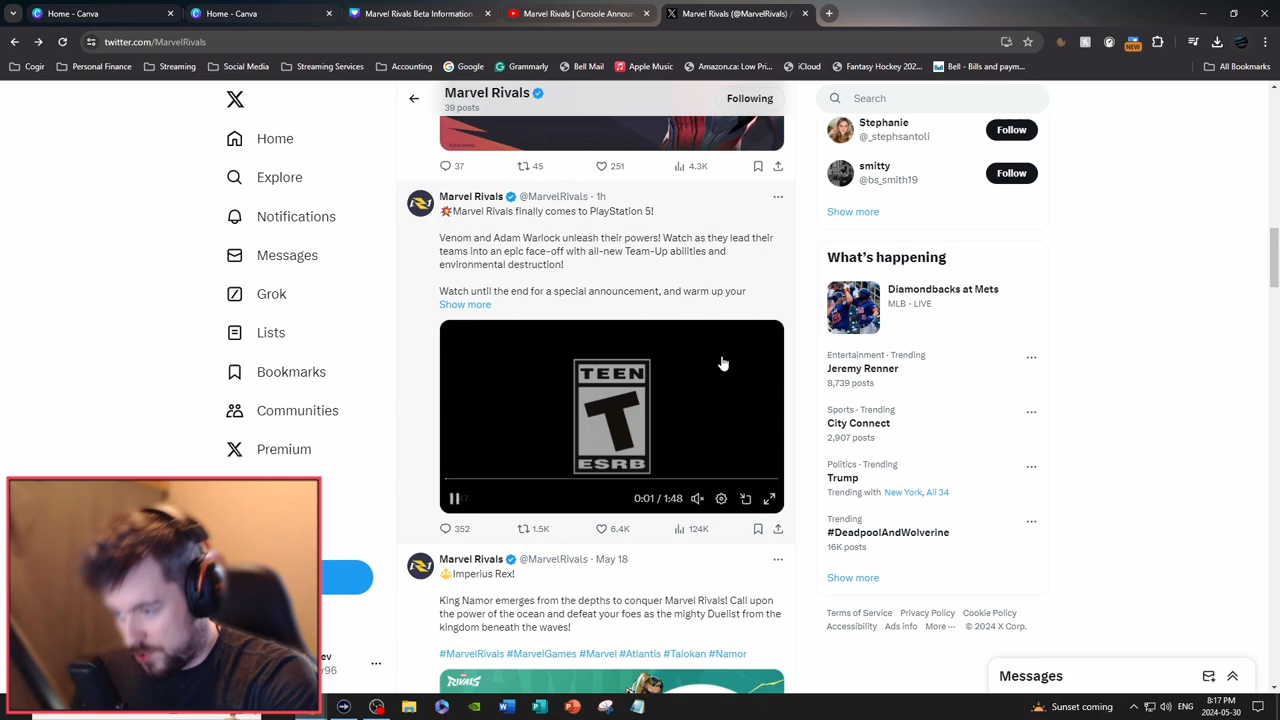 Home - Canva
Home - Canva
Marvel Rivals Beta Information
Marvel Rivals | Console Announ
Marvel Rivals (@MarvelRivals) /
twitter.com/MarvelRivals
NEW
Cogir
Personal Finance
Streaming
Social Media
Streaming Services
Accounting
Google
Grammarly
Bell Mail
Apple Music
Amazon.ca: Low Pri...
iCloud
Fantasy Hockey 202...
Bell - Bills and paym...
All Bookmarks
Home
Explore
Notifications
Messages
Grok
Lists
Bookmarks
Communities
Premium
Marvel Rivals
39 posts
Following
37 45 251 4.3K
Marvel Rivals @MarvelRivals · 1h
💥Marvel Rivals finally comes to PlayStation 5!
Venom and Adam Warlock unleash their powers! Watch as they lead their
teams into an epic face-off with all-new Team-Up abilities and
environmental destruction!
Watch until the end for a special announcement, and warm up your
Show more
TEEN
T
ESRB
0:01 / 1:48
352 1.5K 6.4K 124K
Marvel Rivals @MarvelRivals · May 18
🔱Imperius Rex!
King Namor emerges from the depths to conquer Marvel Rivals! Call upon
the power of the ocean and defeat your foes as the mighty Duelist from the
kingdom beneath the waves!
#MarvelRivals #MarvelGames #Marvel #Atlantis #Talokan #Namor
RIVALS
Search
Stephanie
@_stephsantoli
Follow
smitty
@bs_smith19
Follow
Show more
What's happening
Diamondbacks at Mets
MLB · LIVE
Entertainment · Trending
Jeremy Renner
8,739 posts
Sports · Trending
City Connect
2,907 posts
Politics · Trending
Trump
Trending with New York, All 34
Trending
#DeadpoolAndWolverine
16K posts
Show more
Terms of Service Privacy Policy Cookie Policy
Accessibility Ads info More ··· © 2024 X Corp.
Messages
ev
r96
Sunset coming
ENG
8:17 PM
2024-05-30